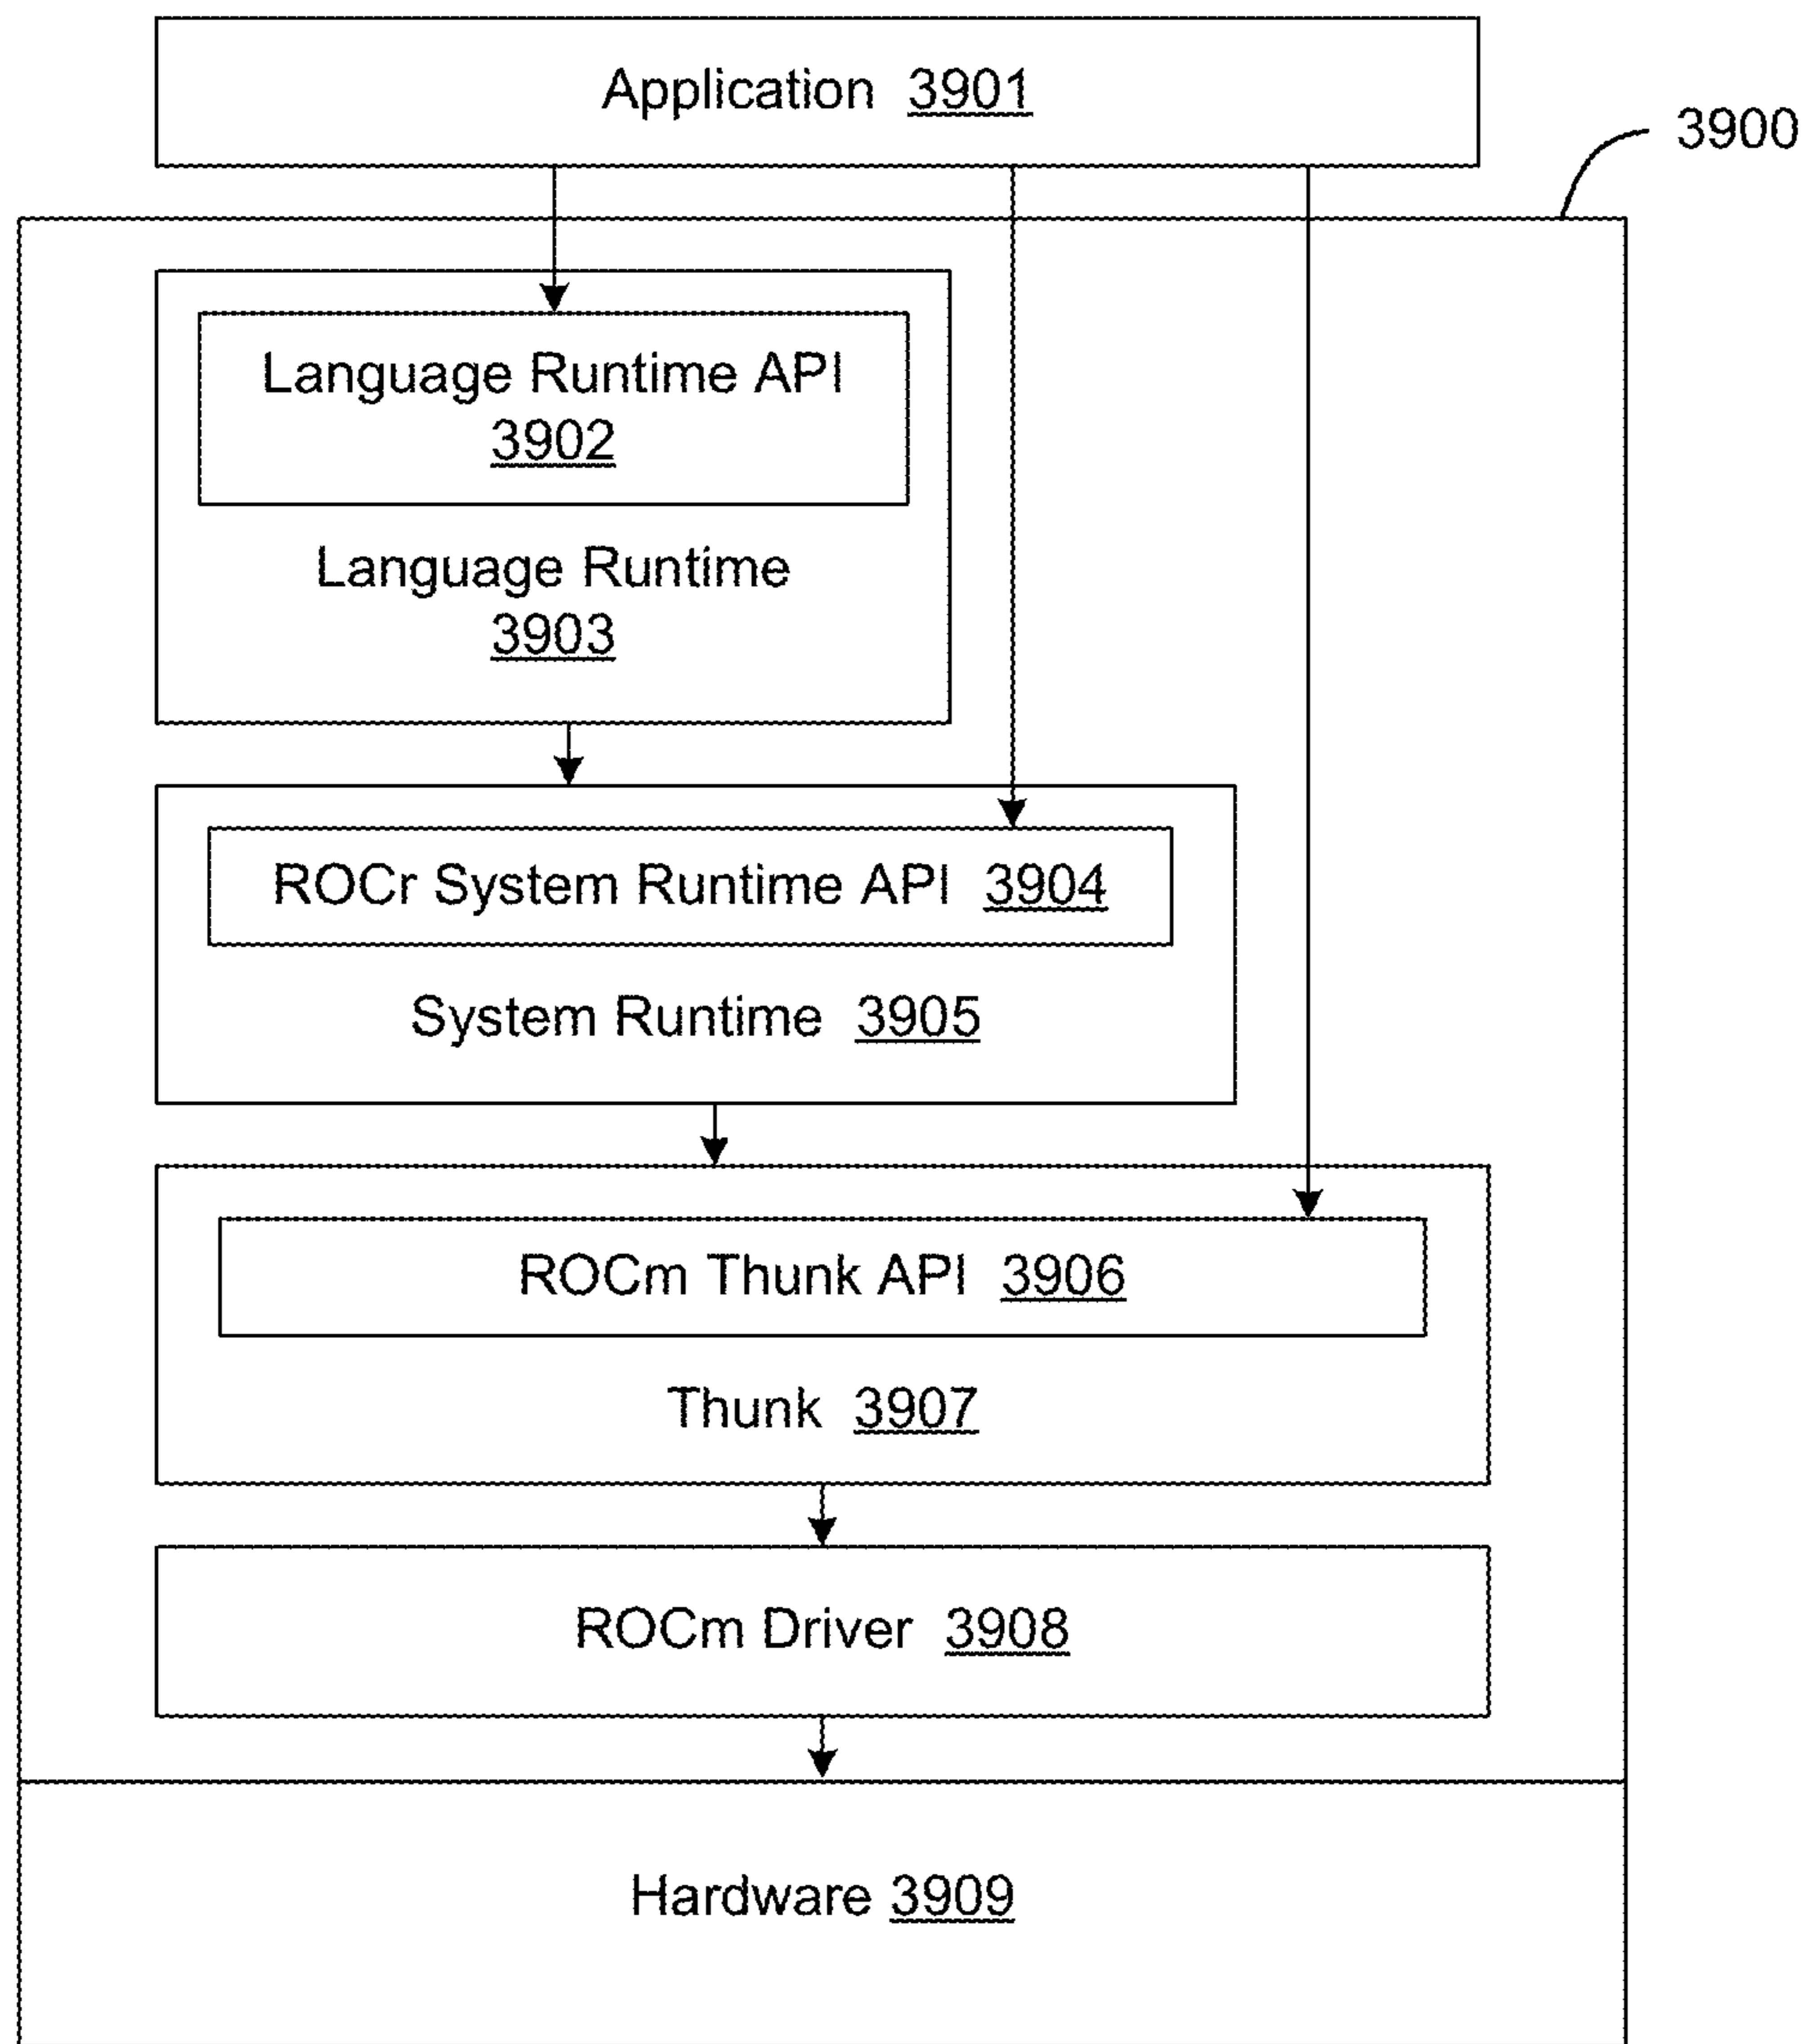 Application 3901
3900
Language Runtime API
3902
Language Runtime
3903
ROCr System Runtime API 3904
System Runtime 3905
ROCm Thunk API 3906
Thunk 3907
ROCm Driver 3908
Hardware 3909